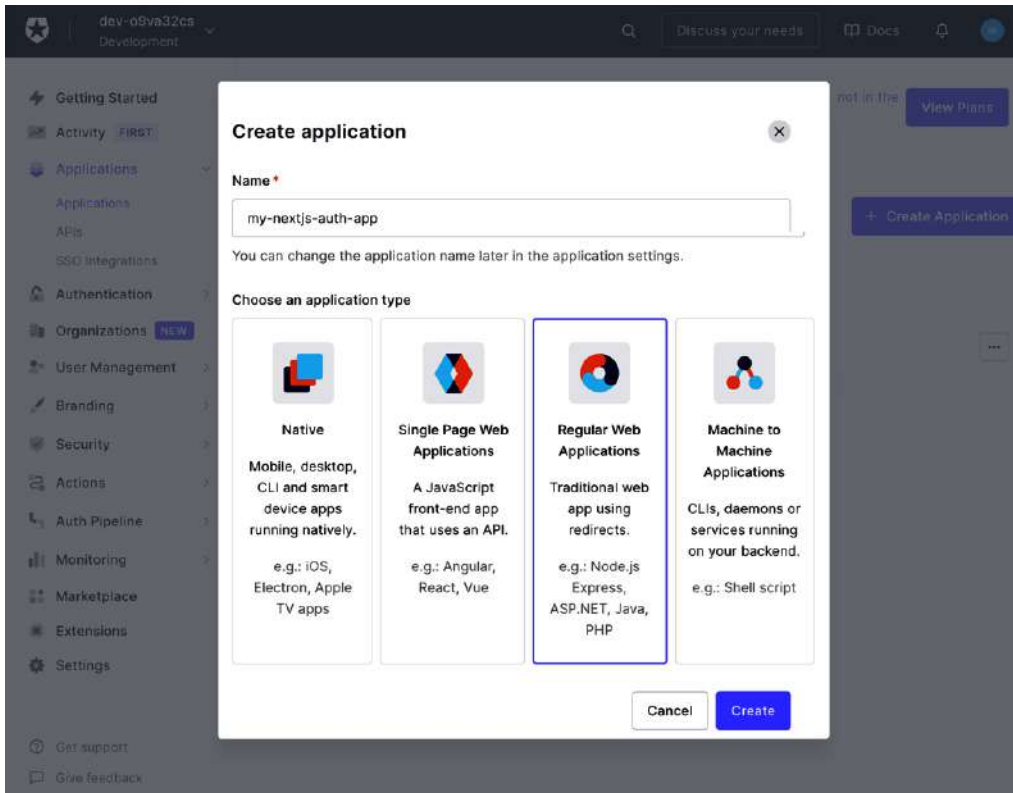 dev-o9va32cs
Development
Discuss your needs
Docs
Getting Started
Activity FIRST
Applications
Applications
APIs
SSO Integrations
Authentication
Organizations NEW
User Management
Branding
Security
Actions
Auth Pipeline
Monitoring
Marketplace
Extensions
Settings
Get support
Give feedback
not in the
View Plans
+ Create Application
Create application
Name *
my-nextjs-auth-app
You can change the application name later in the application settings.
Choose an application type
Native
Mobile, desktop,
CLI and smart
device apps
running natively.
e.g.: iOS,
Electron, Apple
TV apps
Single Page Web
Applications
A JavaScript
front-end app
that uses an API.
e.g.: Angular,
React, Vue
Regular Web
Applications
Traditional web
app using
redirects.
e.g.: Node.js
Express,
ASP.NET, Java,
PHP
Machine to
Machine
Applications
CLIs, daemons or
services running
on your backend.
e.g.: Shell script
Cancel
Create